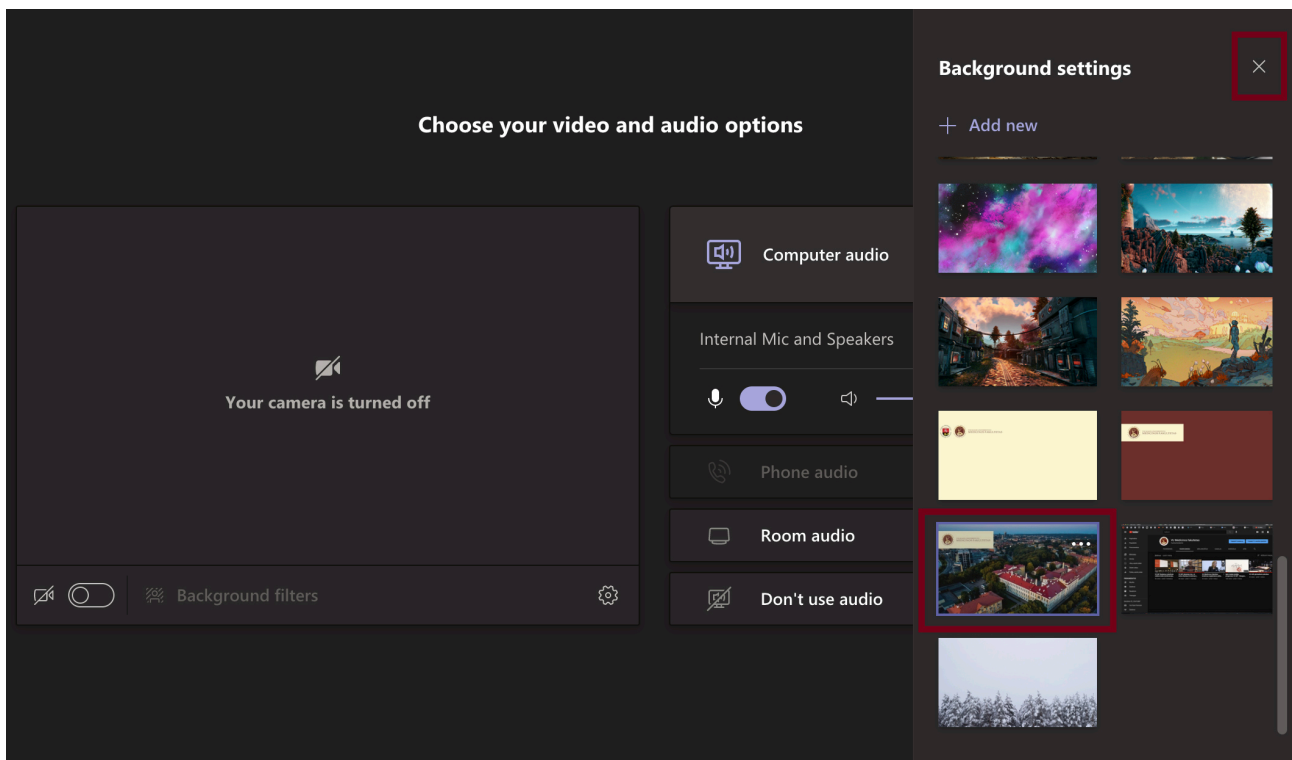 Choose your video and audio options
Your camera is turned off
Background filters
Computer audio
Internal Mic and Speakers
Phone audio
Room audio
Don't use audio
Background settings
Add new